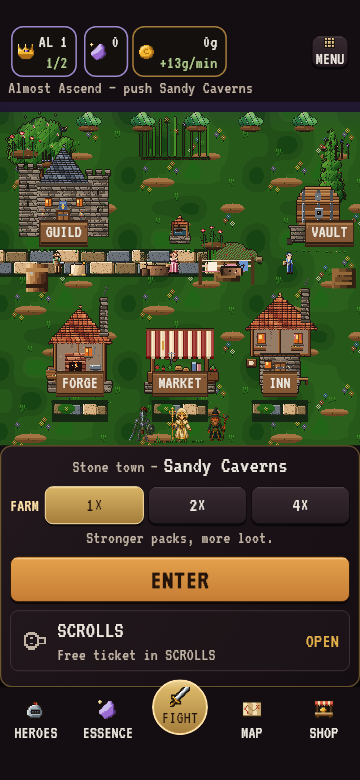 AL 1
1/2
0
0g
+13g/min
MENU
Almost Ascend - push Sandy Caverns
GUILD
VAULT
FORGE
MARKET
INN
Stone town - Sandy Caverns
FARM
1X
2X
4X
Stronger packs, more loot.
ENTER
SCROLLS
Free ticket in SCROLLS
OPEN
HEROES
ESSENCE
FIGHT
MAP
SHOP